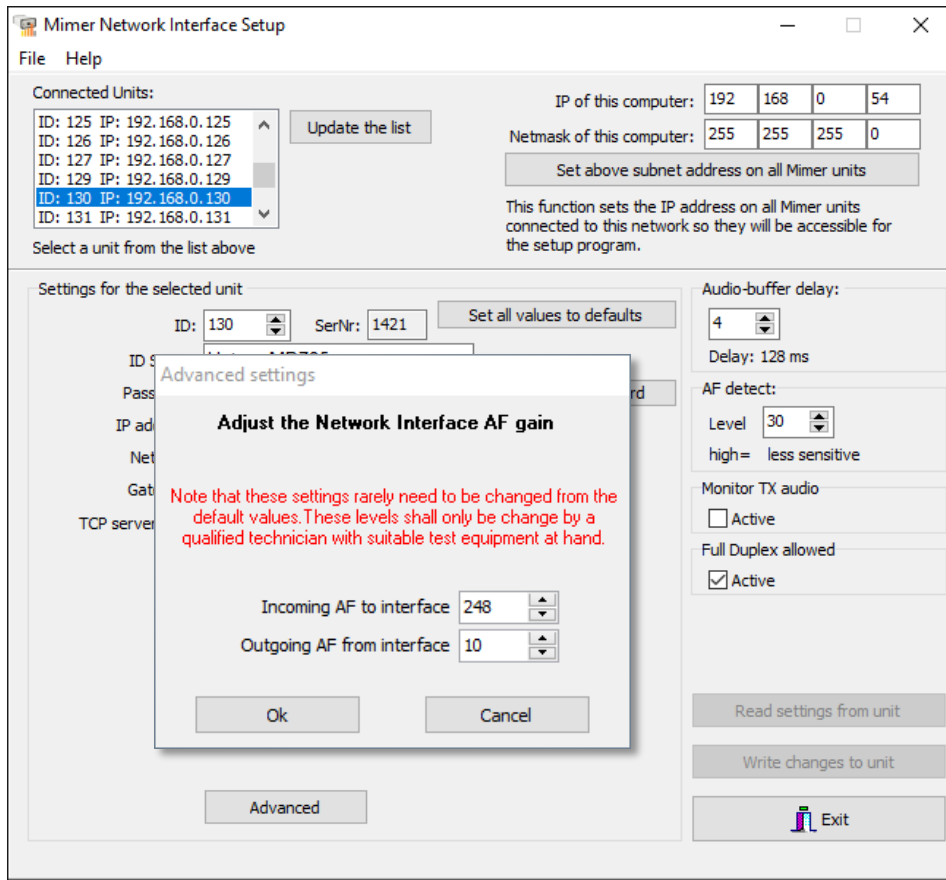 Mimer Network Interface Setup
File Help
Connected Units:
ID: 125 IP: 192.168.0.125
ID: 126 IP: 192.168.0.126
ID: 127 IP: 192.168.0.127
ID: 129 IP: 192.168.0.129
ID: 130 IP: 192.168.0.130
ID: 131 IP: 192.168.0.131
Update the list
Select a unit from the list above
IP of this computer: 192 168 0 54
Netmask of this computer: 255 255 255 0
Set above subnet address on all Mimer units
This function sets the IP address on all Mimer units
connected to this network so they will be accessible for
the setup program.
Settings for the selected unit
ID: 130 SerNr: 1421 Set all values to defaults
ID S
Pass rd
IP ad
Net
Gat
TCP server
Advanced settings
Adjust the Network Interface AF gain
Note that these settings rarely need to be changed from the
default values.These levels shall only be change by a
qualified technician with suitable test equipment at hand.
Incoming AF to interface 248
Outgoing AF from interface 10
Ok Cancel
Advanced
Audio-buffer delay:
4
Delay: 128 ms
AF detect:
Level 30
high= less sensitive
Monitor TX audio
Active
Full Duplex allowed
Active
Read settings from unit
Write changes to unit
Exit